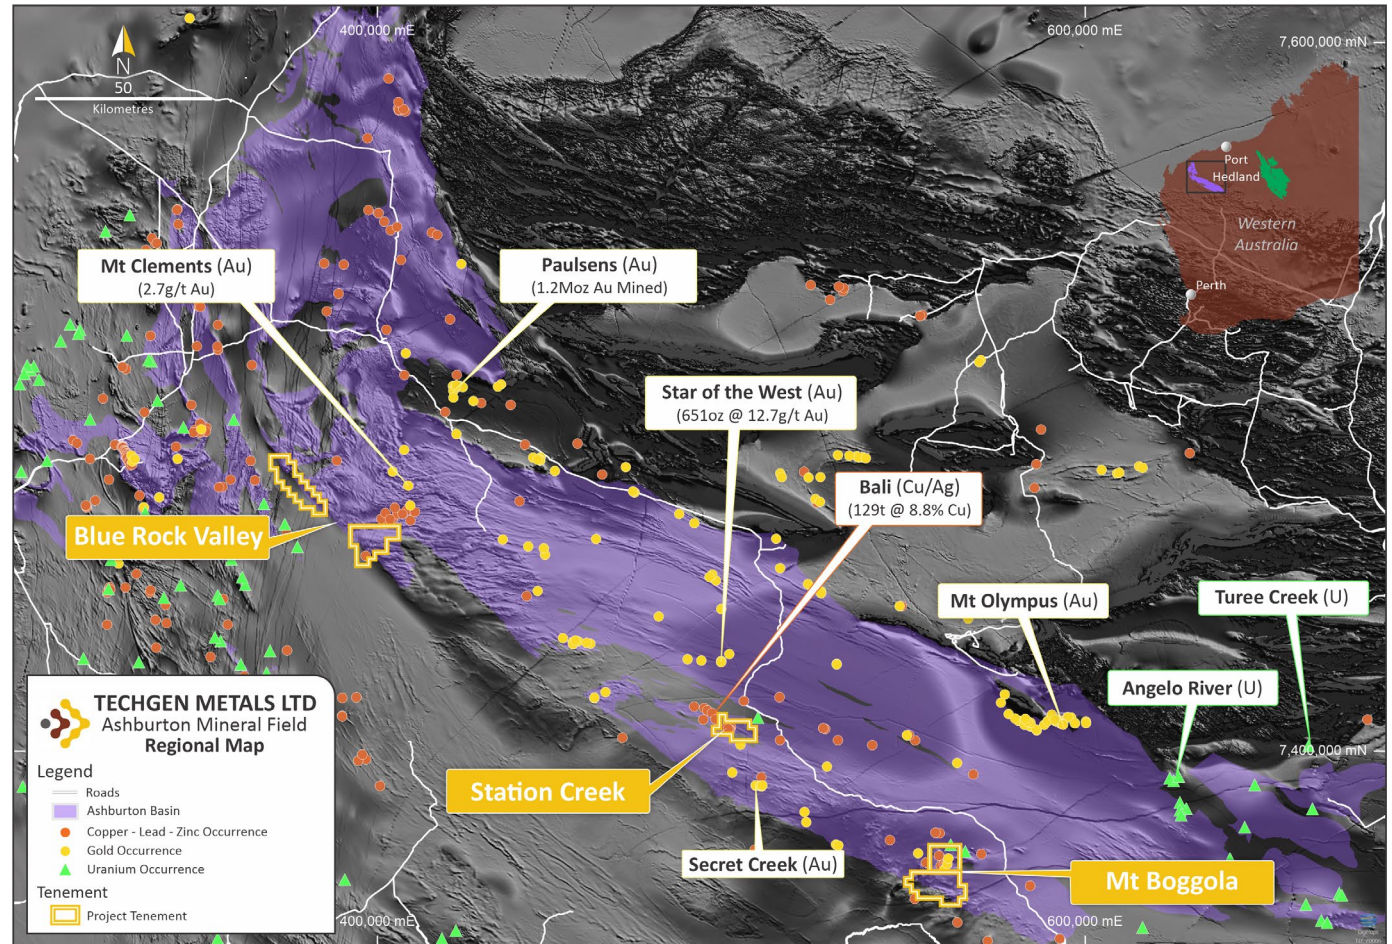 400,000 mE
600,000 mE
7,600,000 mN
N
50
Kilometres
Port
Hedland
Western
Australia
Perth
Mt Clements (Au)
(2.7g/t Au)
Paulsens (Au)
(1.2Moz Au Mined)
Star of the West (Au)
(651oz @ 12.7g/t Au)
Bali (Cu/Ag)
(129t @ 8.8% Cu)
Blue Rock Valley
Mt Olympus (Au)
Turee Creek (U)
Angelo River (U)
7,400,000 mN
Station Creek
Secret Creek (Au)
Mt Boggola
TECHGEN METALS LTD
Ashburton Mineral Field
Regional Map
Legend
Roads
Ashburton Basin
Copper - Lead - Zinc Occurrence
Gold Occurrence
Uranium Occurrence
Tenement
Project Tenement
400,000 mE
600,000 mE